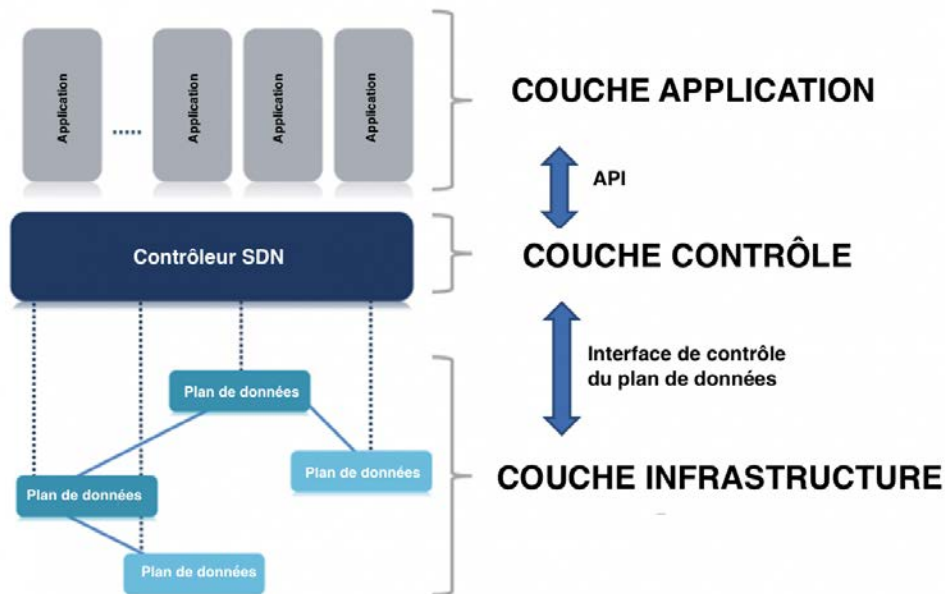 Application
.....
Application
Application
Application
COUCHE APPLICATION
API
Contrôleur SDN
COUCHE CONTRÔLE
Interface de contrôle
du plan de données
Plan de données
Plan de données
Plan de données
Plan de données
COUCHE INFRASTRUCTURE